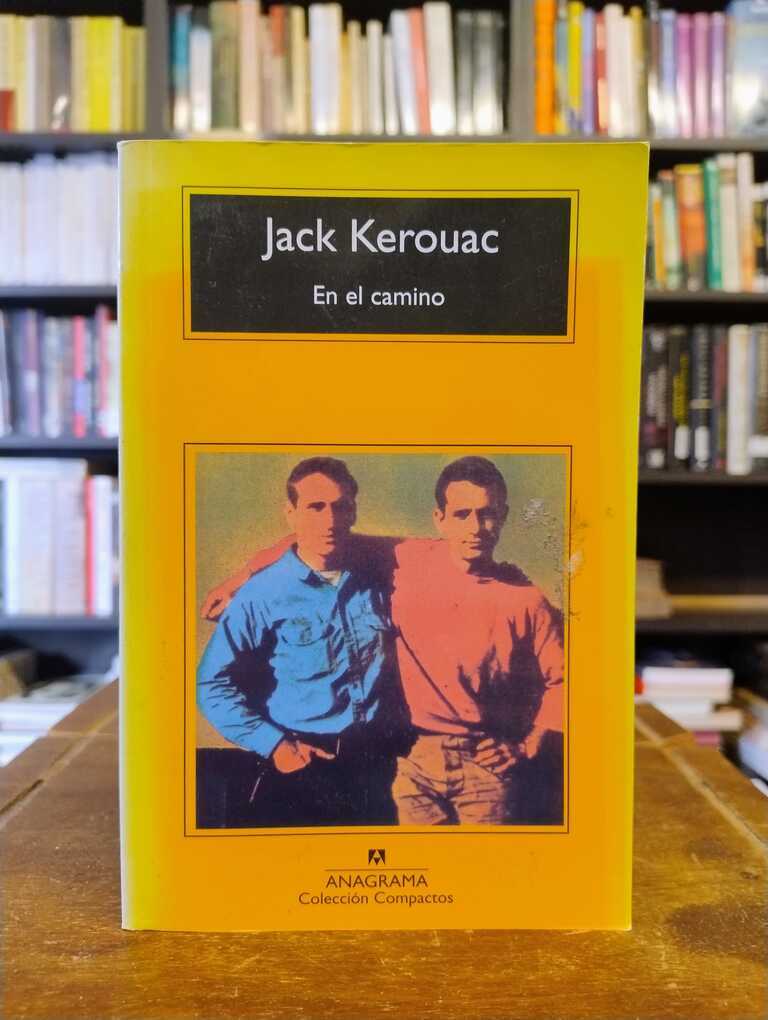 Jack Kerouac
En el camino
ANAGRAMA
Colección Compactos